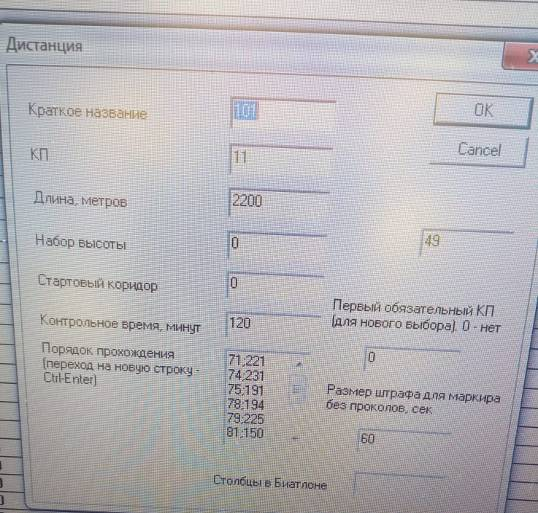 Дистанция
Краткое название 101
OK
КП 11
Cancel
Длина, метров 2200
Набор высоты 0
49
Стартовый коридор 0
Контрольное время, минут 120
Первый обязательный КП
(для нового выбора). 0 - нет
0
Порядок прохождения
(переход на новую строку -
Ctrl-Enter)
71;221
74;231
75;191
78;194
79;225
81;150
Размер штрафа для маркира
без проколов, сек
60
Столбцы в Биатлоне